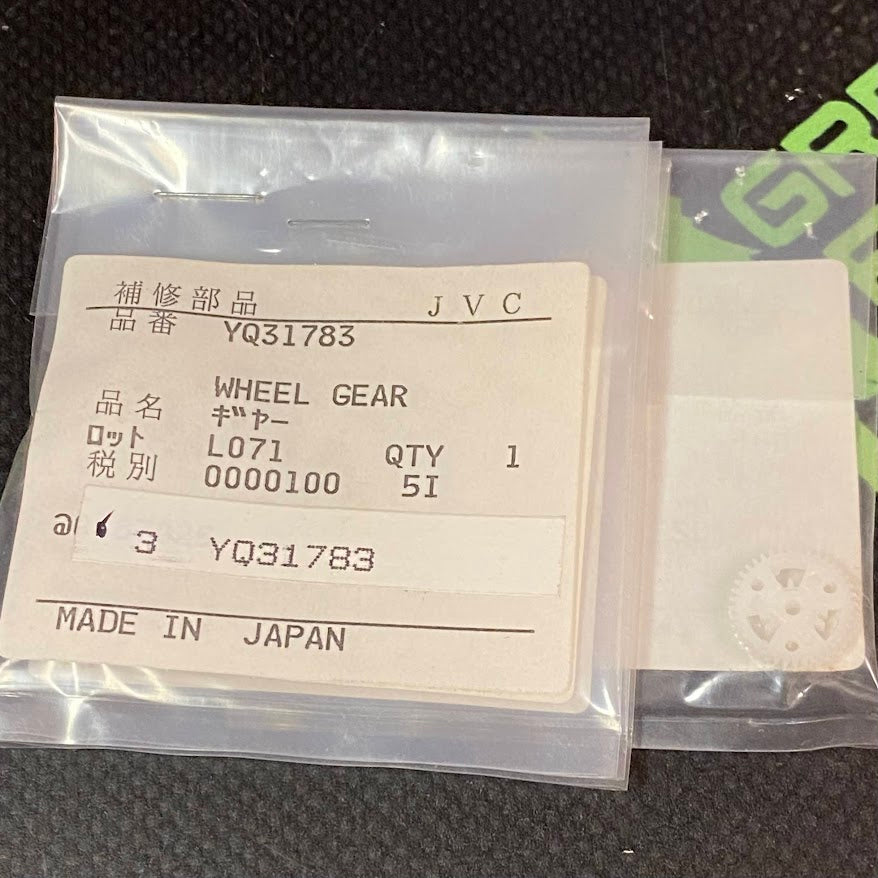 補修部品 JVC
品番 YQ31783
品名 WHEEL GEAR
ギヤー
ロット L071 QTY 1
税別 0000100 5I
3 YQ31783
MADE IN JAPAN